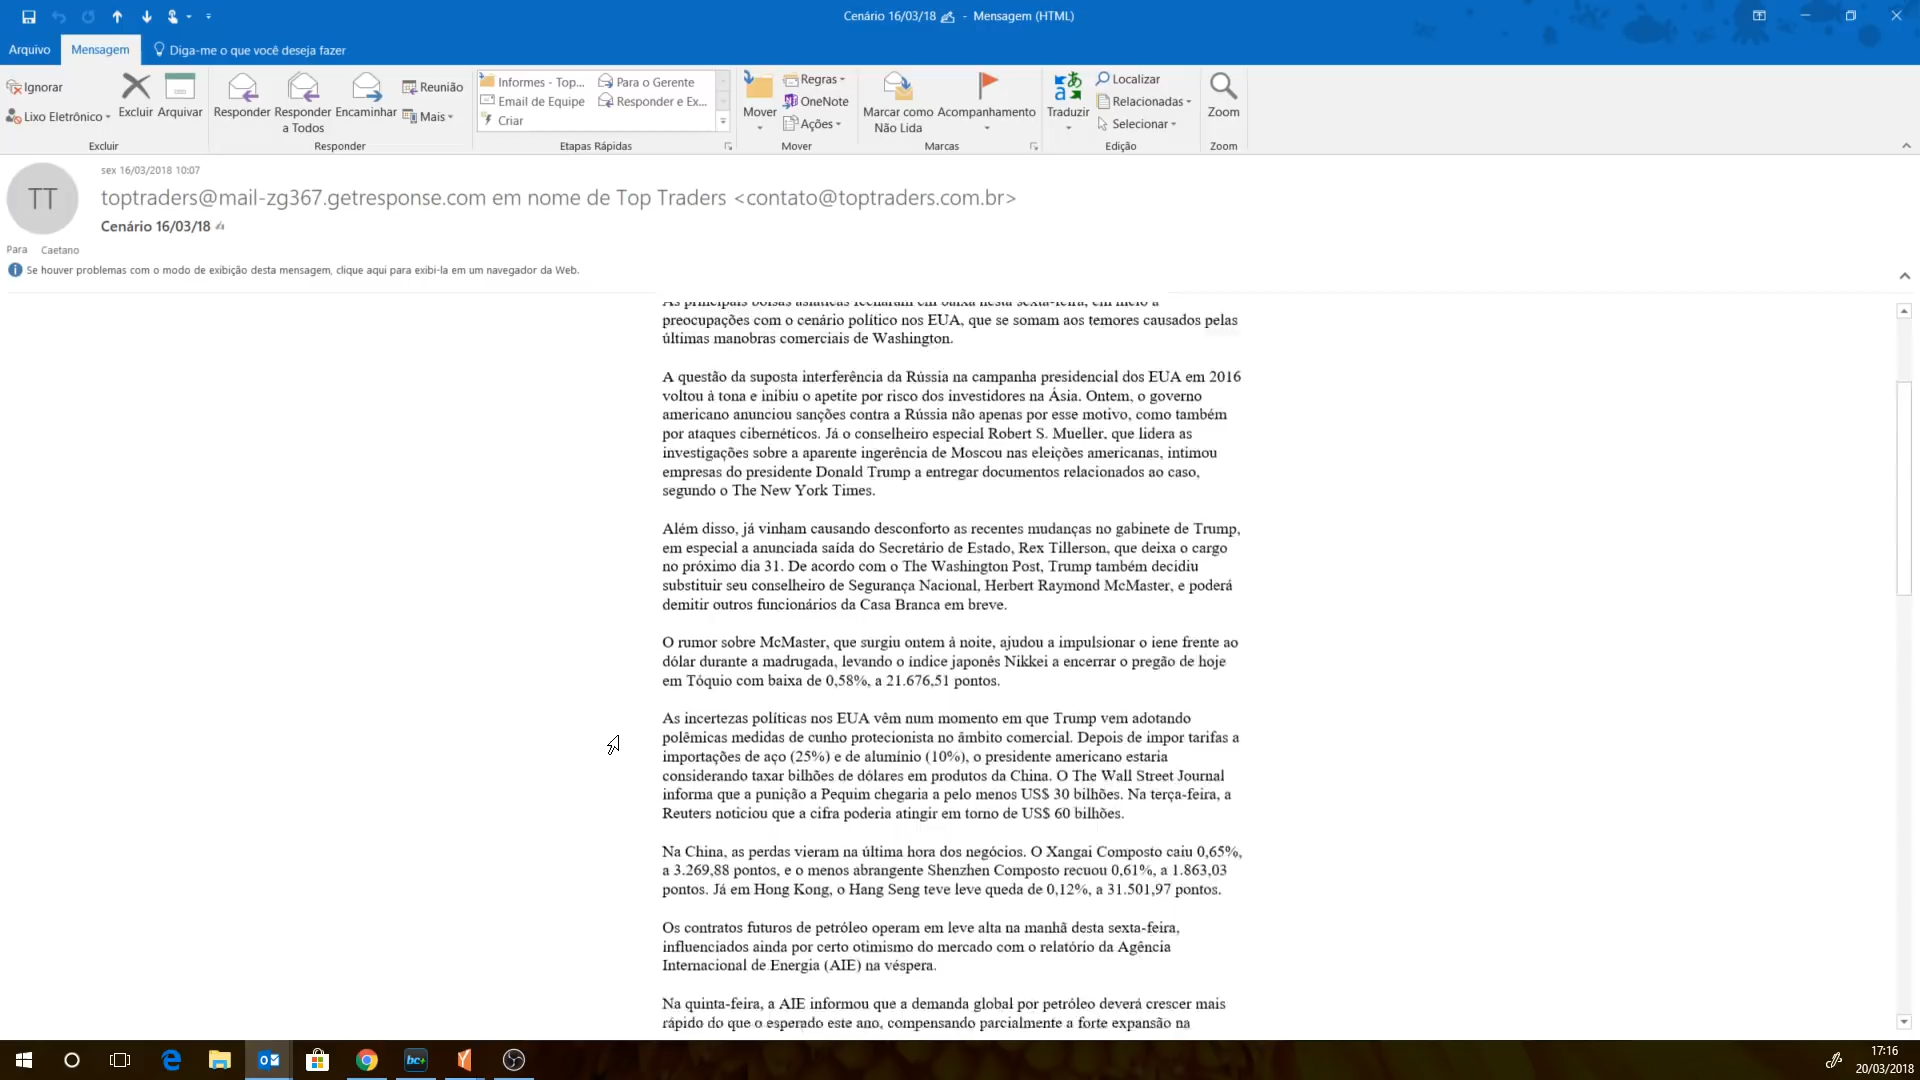 Cenário 16/03/18 - Mensagem (HTML)
Arquivo Mensagem Diga-me o que você deseja fazer
Ignorar
Lixo Eletrônico
Excluir Arquivar
Excluir
Responder Responder a Todos Encaminhar
Reunião
Mais
Responder
Informes - Top... Para o Gerente
Email de Equipe Responder e Ex...
Criar
Etapas Rápidas
Mover
Regras
OneNote
Ações
Mover
Marcar como Não Lida Acompanhamento
Marcas
Traduzir
Localizar
Relacionadas
Selecionar
Edição
Zoom
Zoom
sex 16/03/2018 10:07
TT
toptraders@mail-zg367.getresponse.com em nome de Top Traders <contato@toptraders.com.br>
Cenário 16/03/18
Para Caetano
Se houver problemas com o modo de exibição desta mensagem, clique aqui para exibi-la em um navegador da Web.
As principais bolsas asiáticas fecharam em baixa nesta sexta-feira, em meio a
preocupações com o cenário político nos EUA, que se somam aos temores causados pelas
últimas manobras comerciais de Washington.
A questão da suposta interferência da Rússia na campanha presidencial dos EUA em 2016
voltou à tona e inibiu o apetite por risco dos investidores na Ásia. Ontem, o governo
americano anunciou sanções contra a Rússia não apenas por esse motivo, como também
por ataques cibernéticos. Já o conselheiro especial Robert S. Mueller, que lidera as
investigações sobre a aparente ingerência de Moscou nas eleições americanas, intimou
empresas do presidente Donald Trump a entregar documentos relacionados ao caso,
segundo o The New York Times.
Além disso, já vinham causando desconforto as recentes mudanças no gabinete de Trump,
em especial a anunciada saída do Secretário de Estado, Rex Tillerson, que deixa o cargo
no próximo dia 31. De acordo com o The Washington Post, Trump também decidiu
substituir seu conselheiro de Segurança Nacional, Herbert Raymond McMaster, e poderá
demitir outros funcionários da Casa Branca em breve.
O rumor sobre McMaster, que surgiu ontem à noite, ajudou a impulsionar o iene frente ao
dólar durante a madrugada, levando o índice japonês Nikkei a encerrar o pregão de hoje
em Tóquio com baixa de 0,58%, a 21.676,51 pontos.
As incertezas políticas nos EUA vêm num momento em que Trump vem adotando
polêmicas medidas de cunho protecionista no âmbito comercial. Depois de impor tarifas a
importações de aço (25%) e de alumínio (10%), o presidente americano estaria
considerando taxar bilhões de dólares em produtos da China. O The Wall Street Journal
informa que a punição a Pequim chegaria a pelo menos US$ 30 bilhões. Na terça-feira, a
Reuters noticiou que a cifra poderia atingir em torno de US$ 60 bilhões.
Na China, as perdas vieram na última hora dos negócios. O Xangai Composto caiu 0,65%,
a 3.269,88 pontos, e o menos abrangente Shenzhen Composto recuou 0,61%, a 1.863,03
pontos. Já em Hong Kong, o Hang Seng teve leve queda de 0,12%, a 31.501,97 pontos.
Os contratos futuros de petróleo operam em leve alta na manhã desta sexta-feira,
influenciados ainda por certo otimismo do mercado com o relatório da Agência
Internacional de Energia (AIE) na véspera.
Na quinta-feira, a AIE informou que a demanda global por petróleo deverá crescer mais
rápido do que o esperado este ano, compensando parcialmente a forte expansão na
bc+
17:16
20/03/2018